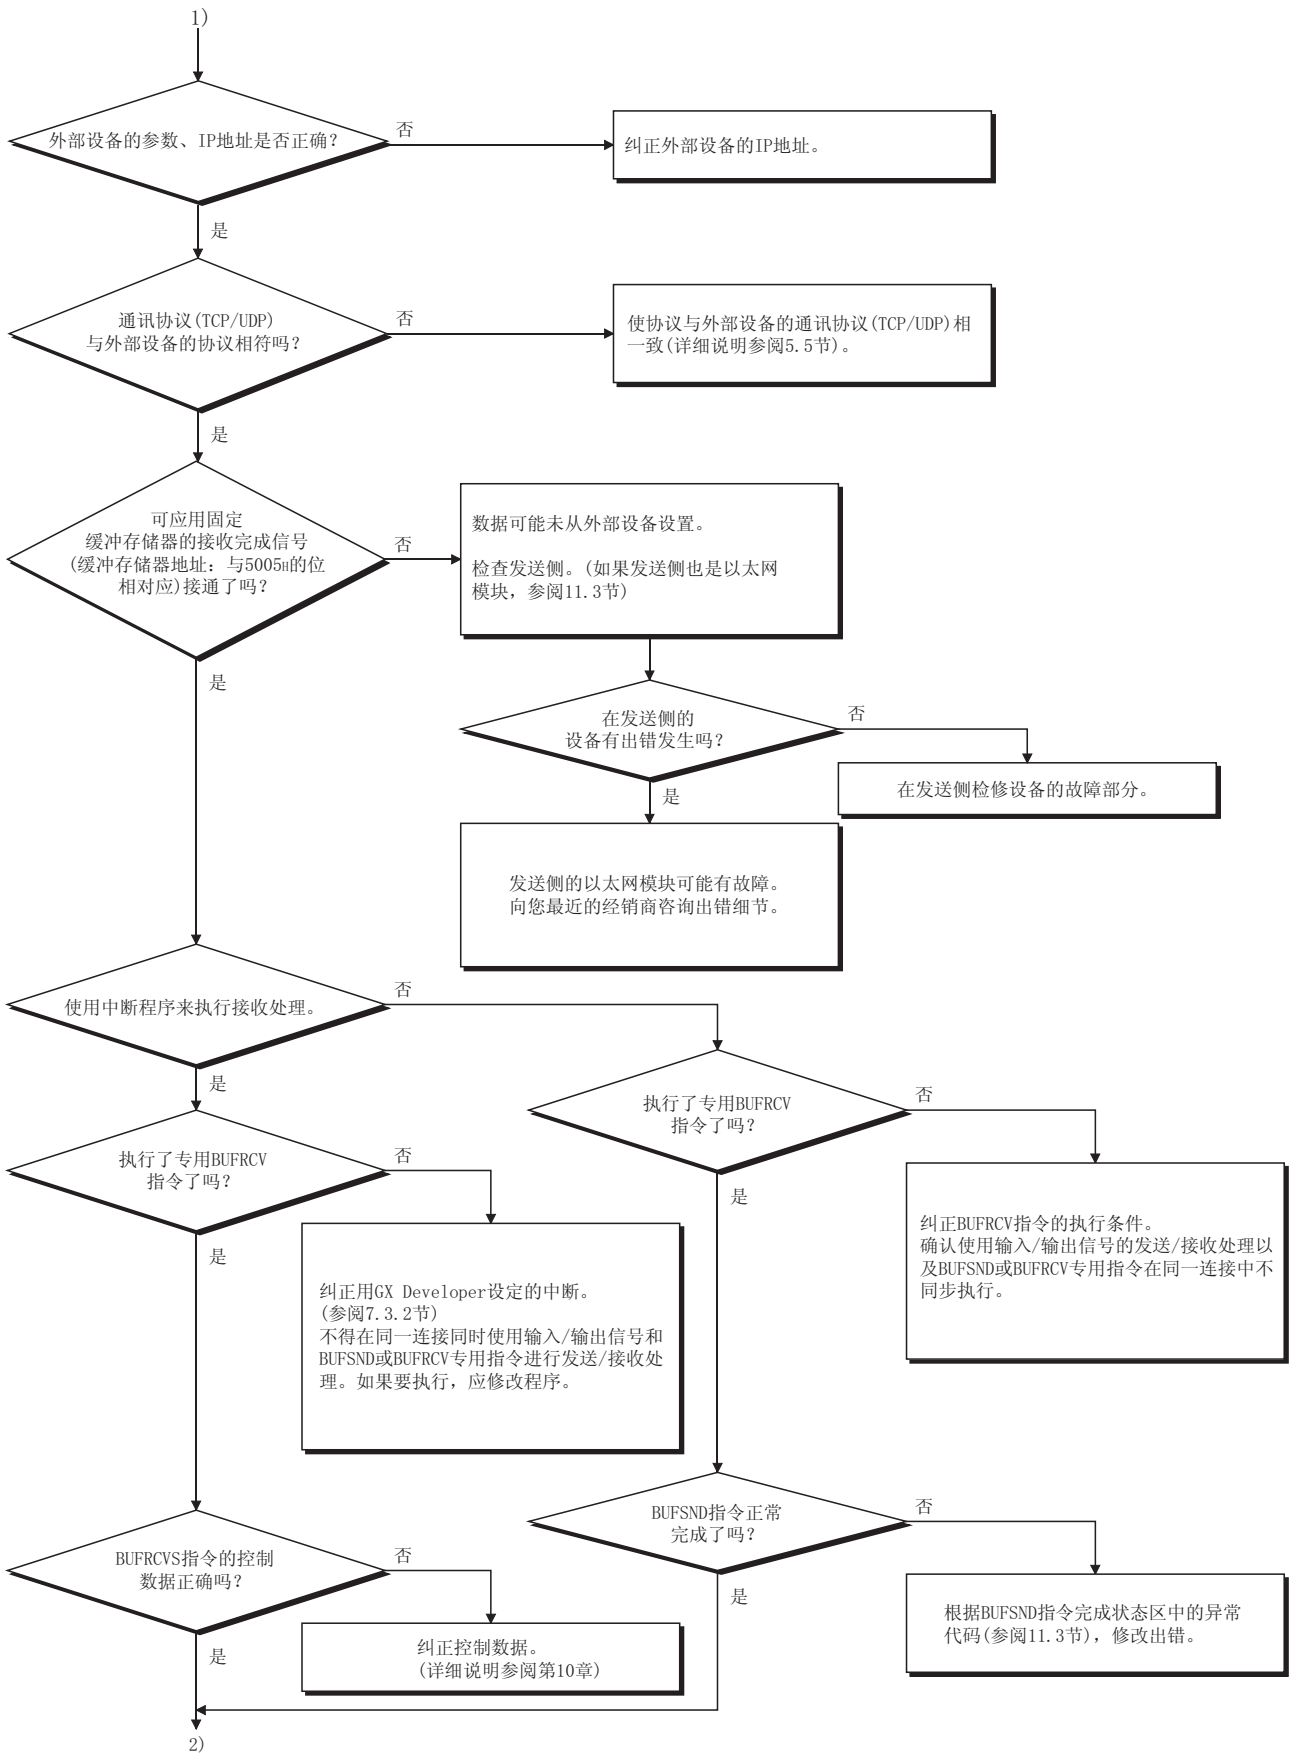 1)
外部设备的参数、IP地址是否正确?
否
纠正外部设备的IP地址。
是
通讯协议(TCP/UDP)
与外部设备的协议相符吗?
否
使协议与外部设备的通讯协议(TCP/UDP)相
一致(详细说明参阅5.5节)。
是
可应用固定
缓冲存储器的接收完成信号
(缓冲存储器地址: 与5005H的位
相对应)接通了吗?
否
数据可能未从外部设备设置。
检查发送侧。(如果发送侧也是以太网
模块, 参阅11.3节)
是
在发送侧的
设备有出错发生吗?
否
在发送侧检修设备的故障部分。
是
发送侧的以太网模块可能有故障。
向您最近的经销商咨询出错细节。
使用中断程序来执行接收处理。
否
是
执行了专用BUFRCV
指令了吗?
否
纠正BUFRCV指令的执行条件。
确认使用输入/输出信号的发送/接收处理以
及BUFSND或BUFRCV专用指令在同一连接中不
同步执行。
是
执行了专用BUFRCV
指令了吗?
否
纠正用GX Developer设定的中断。
(参阅7.3.2节)
不得在同一连接同时使用输入/输出信号和
BUFSND或BUFRCV专用指令进行发送/接收处
理。如果要执行, 应修改程序。
是
BUFSND指令正常
完成了吗?
否
根据BUFSND指令完成状态区中的异常
代码(参阅11.3节), 修改出错。
是
BUFRCVS指令的控制
数据正确吗?
否
纠正控制数据。
(详细说明参阅第10章)
是
2)